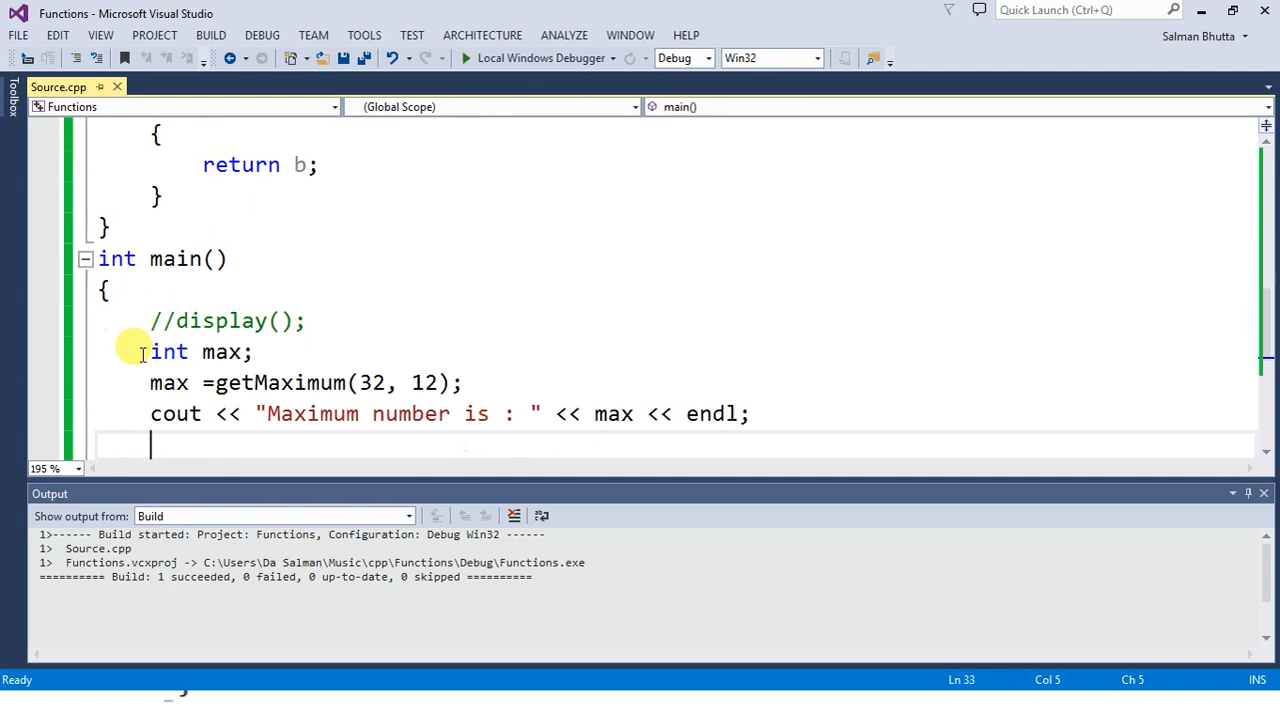 Functions - Microsoft Visual Studio
Quick Launch (Ctrl+Q)
FILE EDIT VIEW PROJECT BUILD DEBUG TEAM TOOLS TEST ARCHITECTURE ANALYZE WINDOW HELP
Salman Bhutta
Local Windows Debugger Debug Win32
Toolbox
Source.cpp
Functions (Global Scope) main()
{
return b;
}
}
int main()
{
//display();
int max;
max =getMaximum(32, 12);
cout << "Maximum number is : " << max << endl;
195 %
Output
Show output from: Build
1>------ Build started: Project: Functions, Configuration: Debug Win32 ------
1> Source.cpp
1> Functions.vcxproj -> C:\Users\Da Salman\Music\cpp\Functions\Debug\Functions.exe
========== Build: 1 succeeded, 0 failed, 0 up-to-date, 0 skipped ==========
Ready Ln 33 Col 5 Ch 5 INS